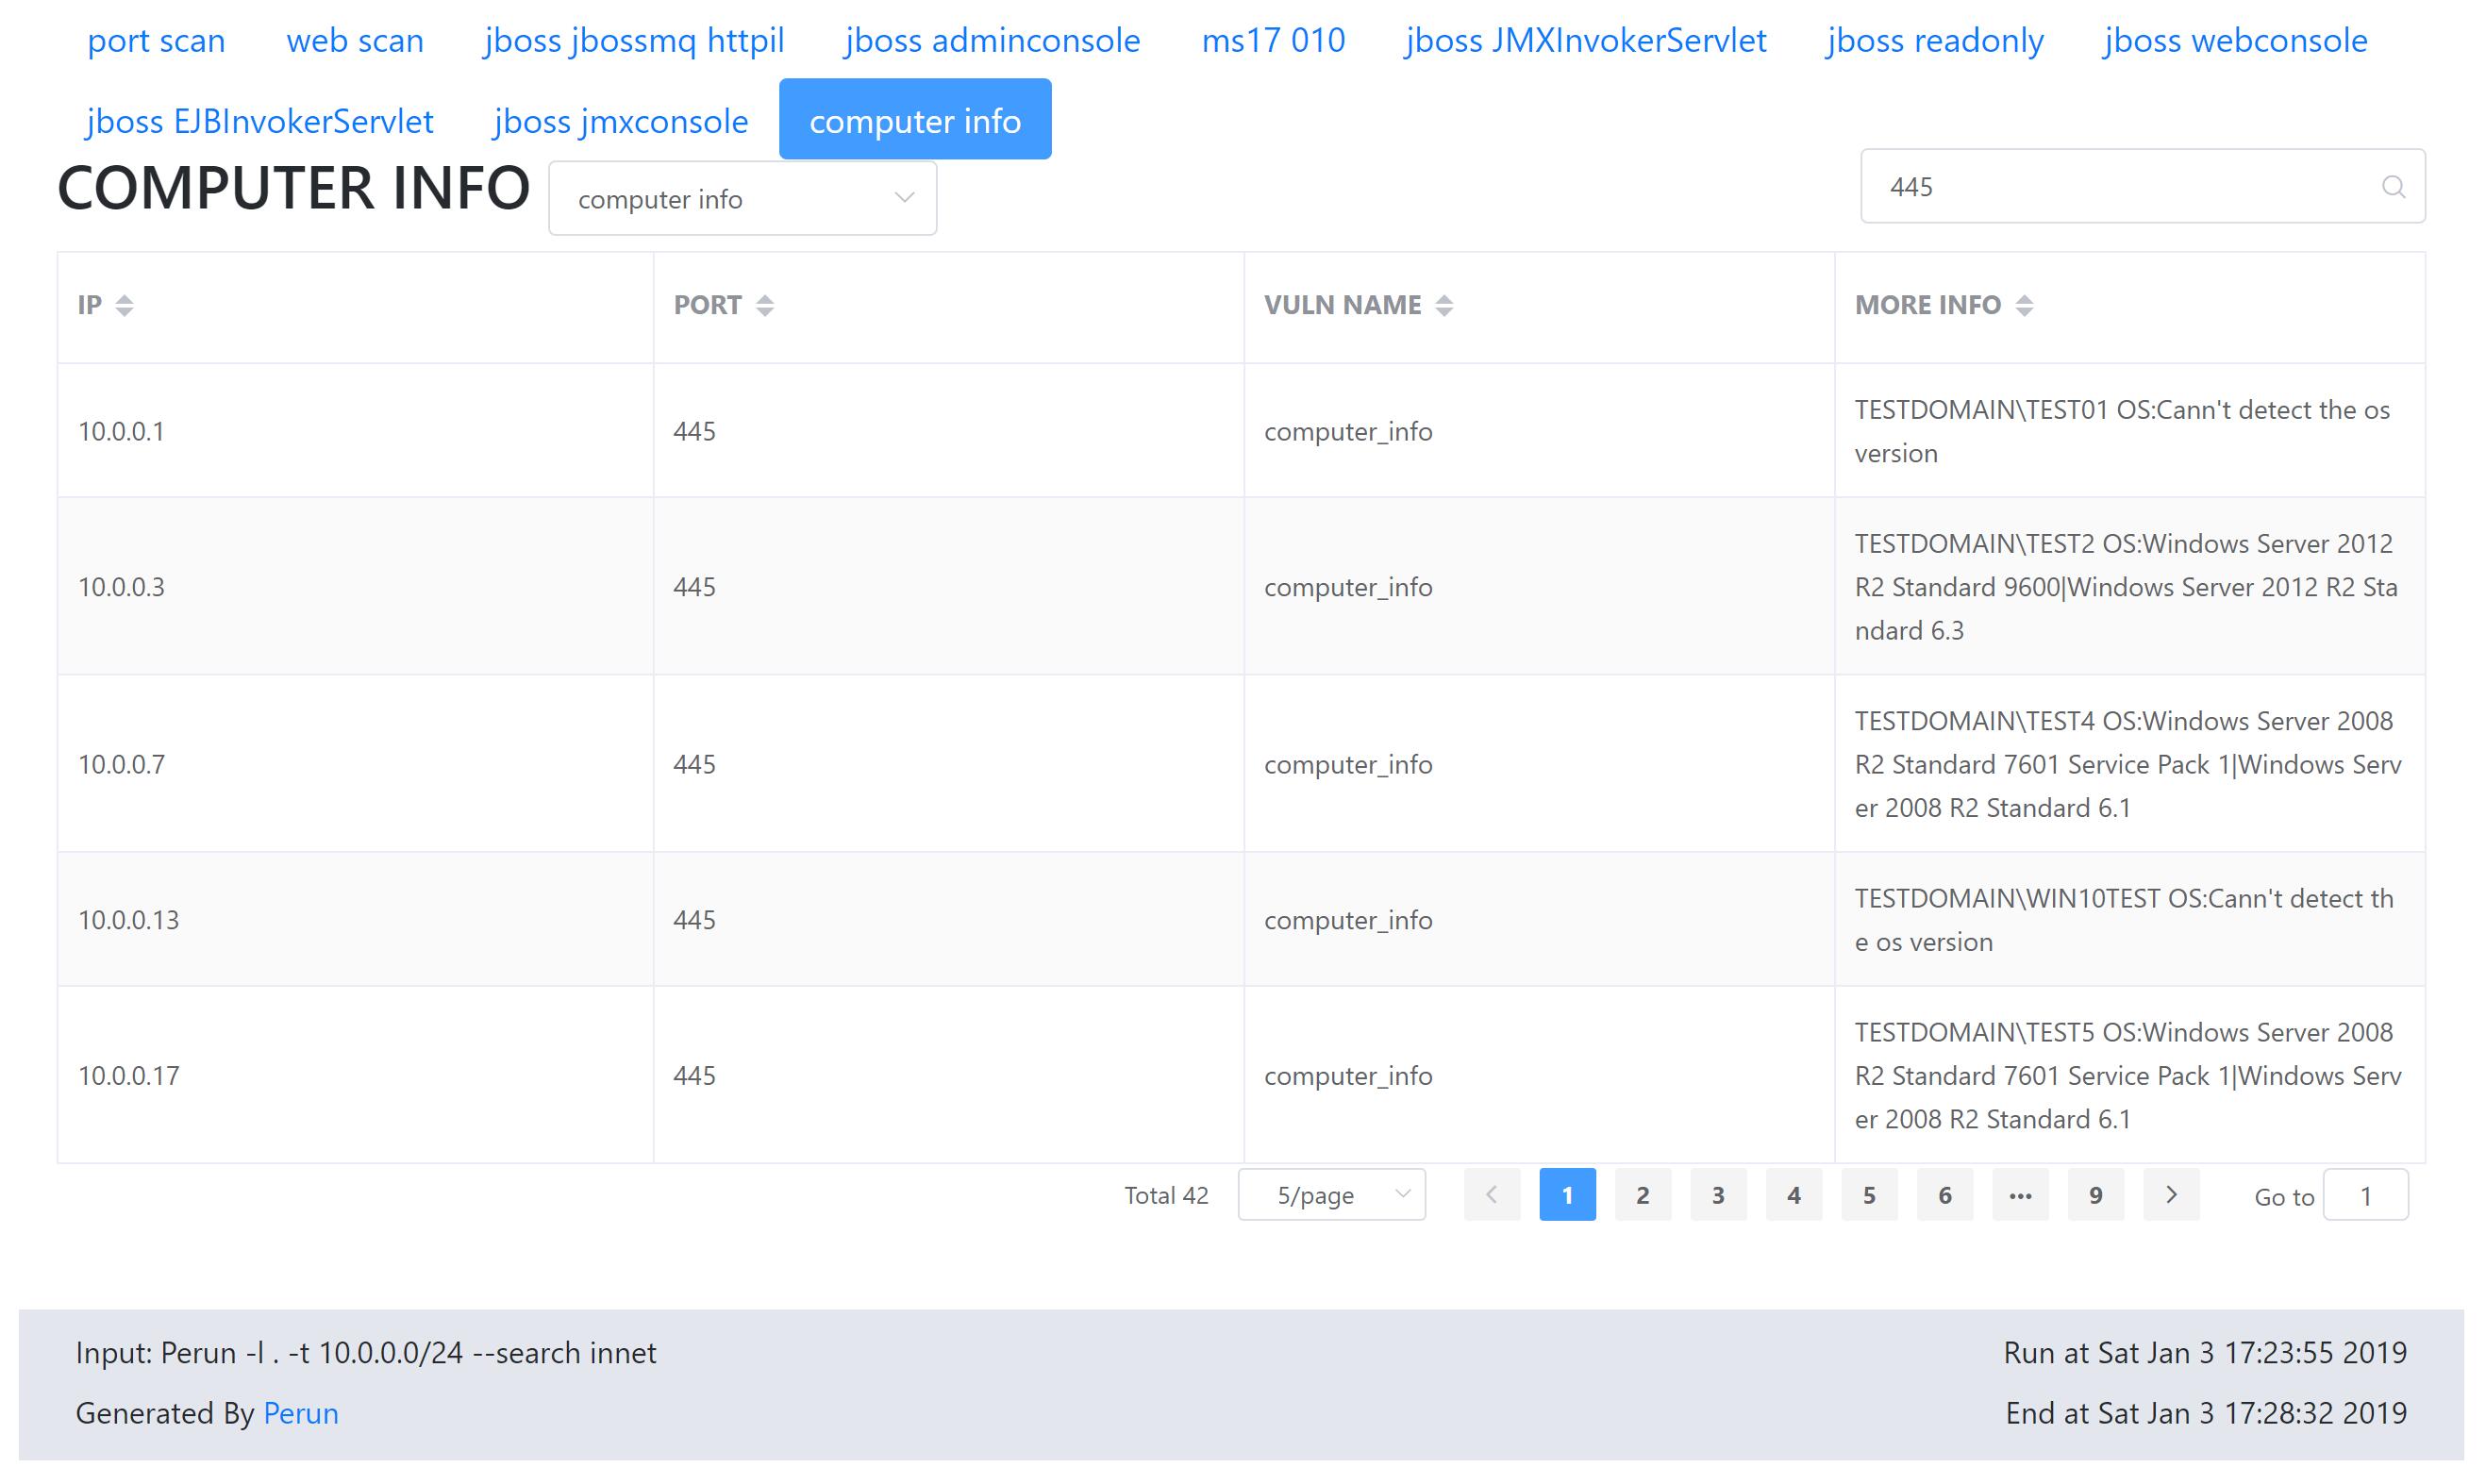 port scan web scan jboss jbossmq httpil jboss adminconsole ms17 010 jboss JMXInvokerServlet jboss readonly jboss webconsole
jboss EJBInvokerServlet jboss jmxconsole computer info
COMPUTER INFO computer info 445
IP PORT VULN NAME MORE INFO
10.0.0.1 445 computer_info TESTDOMAIN\TEST01 OS:Cann't detect the os
version
10.0.0.3 445 computer_info TESTDOMAIN\TEST2 OS:Windows Server 2012
R2 Standard 9600|Windows Server 2012 R2 Sta
ndard 6.3
10.0.0.7 445 computer_info TESTDOMAIN\TEST4 OS:Windows Server 2008
R2 Standard 7601 Service Pack 1|Windows Serv
er 2008 R2 Standard 6.1
10.0.0.13 445 computer_info TESTDOMAIN\WIN10TEST OS:Cann't detect th
e os version
10.0.0.17 445 computer_info TESTDOMAIN\TEST5 OS:Windows Server 2008
R2 Standard 7601 Service Pack 1|Windows Serv
er 2008 R2 Standard 6.1
Total 42 5/page 1 2 3 4 5 6 ••• 9 Go to 1
Input: Perun -l . -t 10.0.0.0/24 --search innet Run at Sat Jan 3 17:23:55 2019
Generated By Perun End at Sat Jan 3 17:28:32 2019